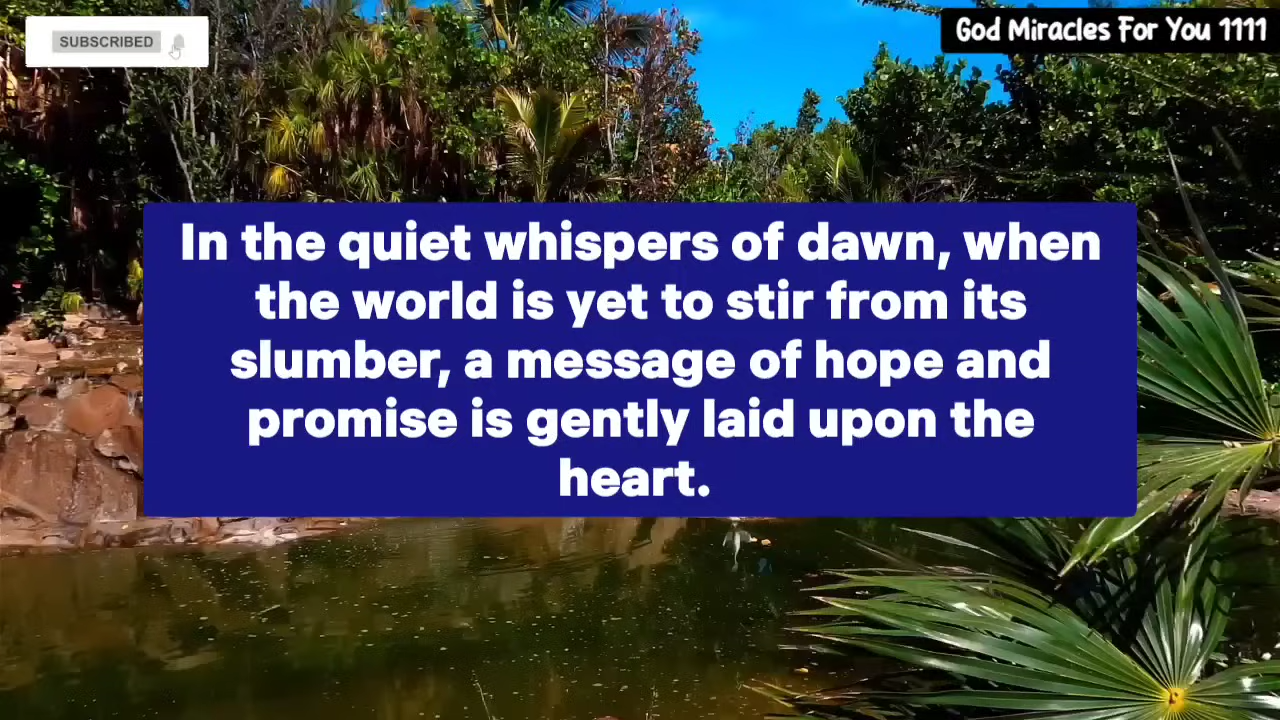 SUBSCRIBED
God Miracles For You 1111
In the quiet whispers of dawn, when
the world is yet to stir from its
slumber, a message of hope and
promise is gently laid upon the
heart.